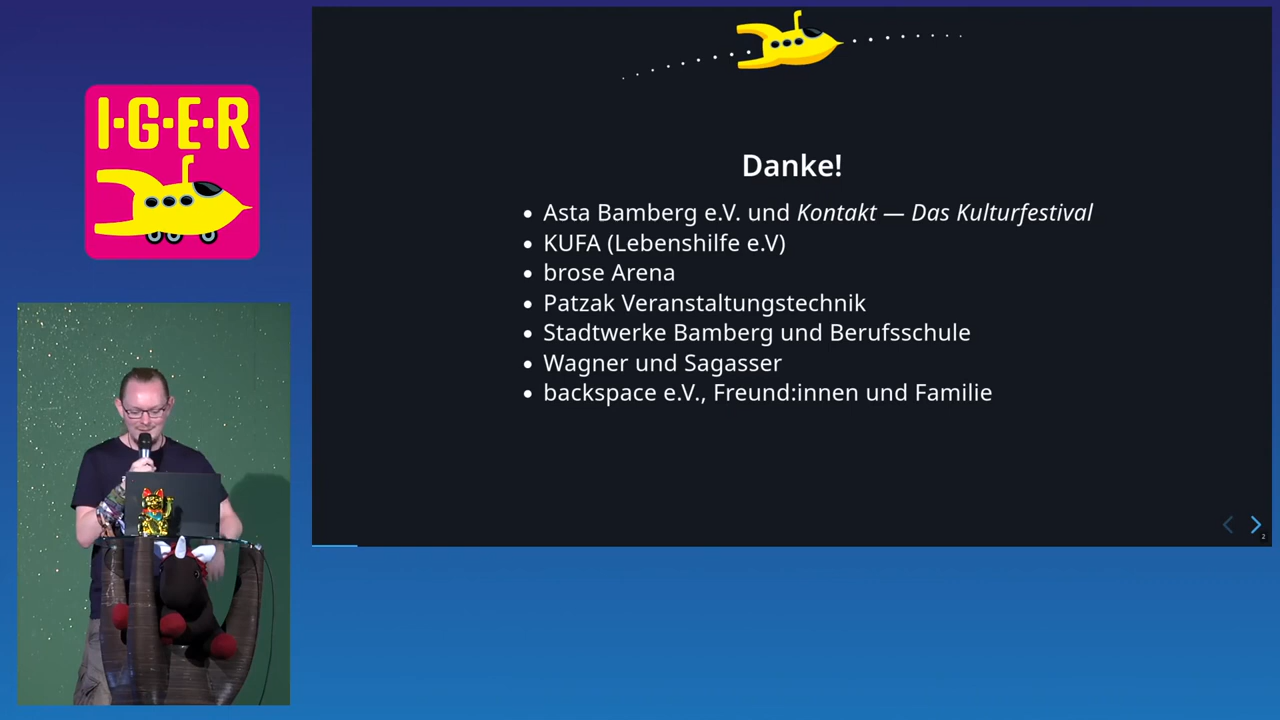 I·G·E·R
Danke!
Asta Bamberg e.V. und Kontakt — Das Kulturfestival
KUFA (Lebenshilfe e.V)
brose Arena
Patzak Veranstaltungstechnik
Stadtwerke Bamberg und Berufsschule
Wagner und Sagasser
backspace e.V., Freund:innen und Familie
2